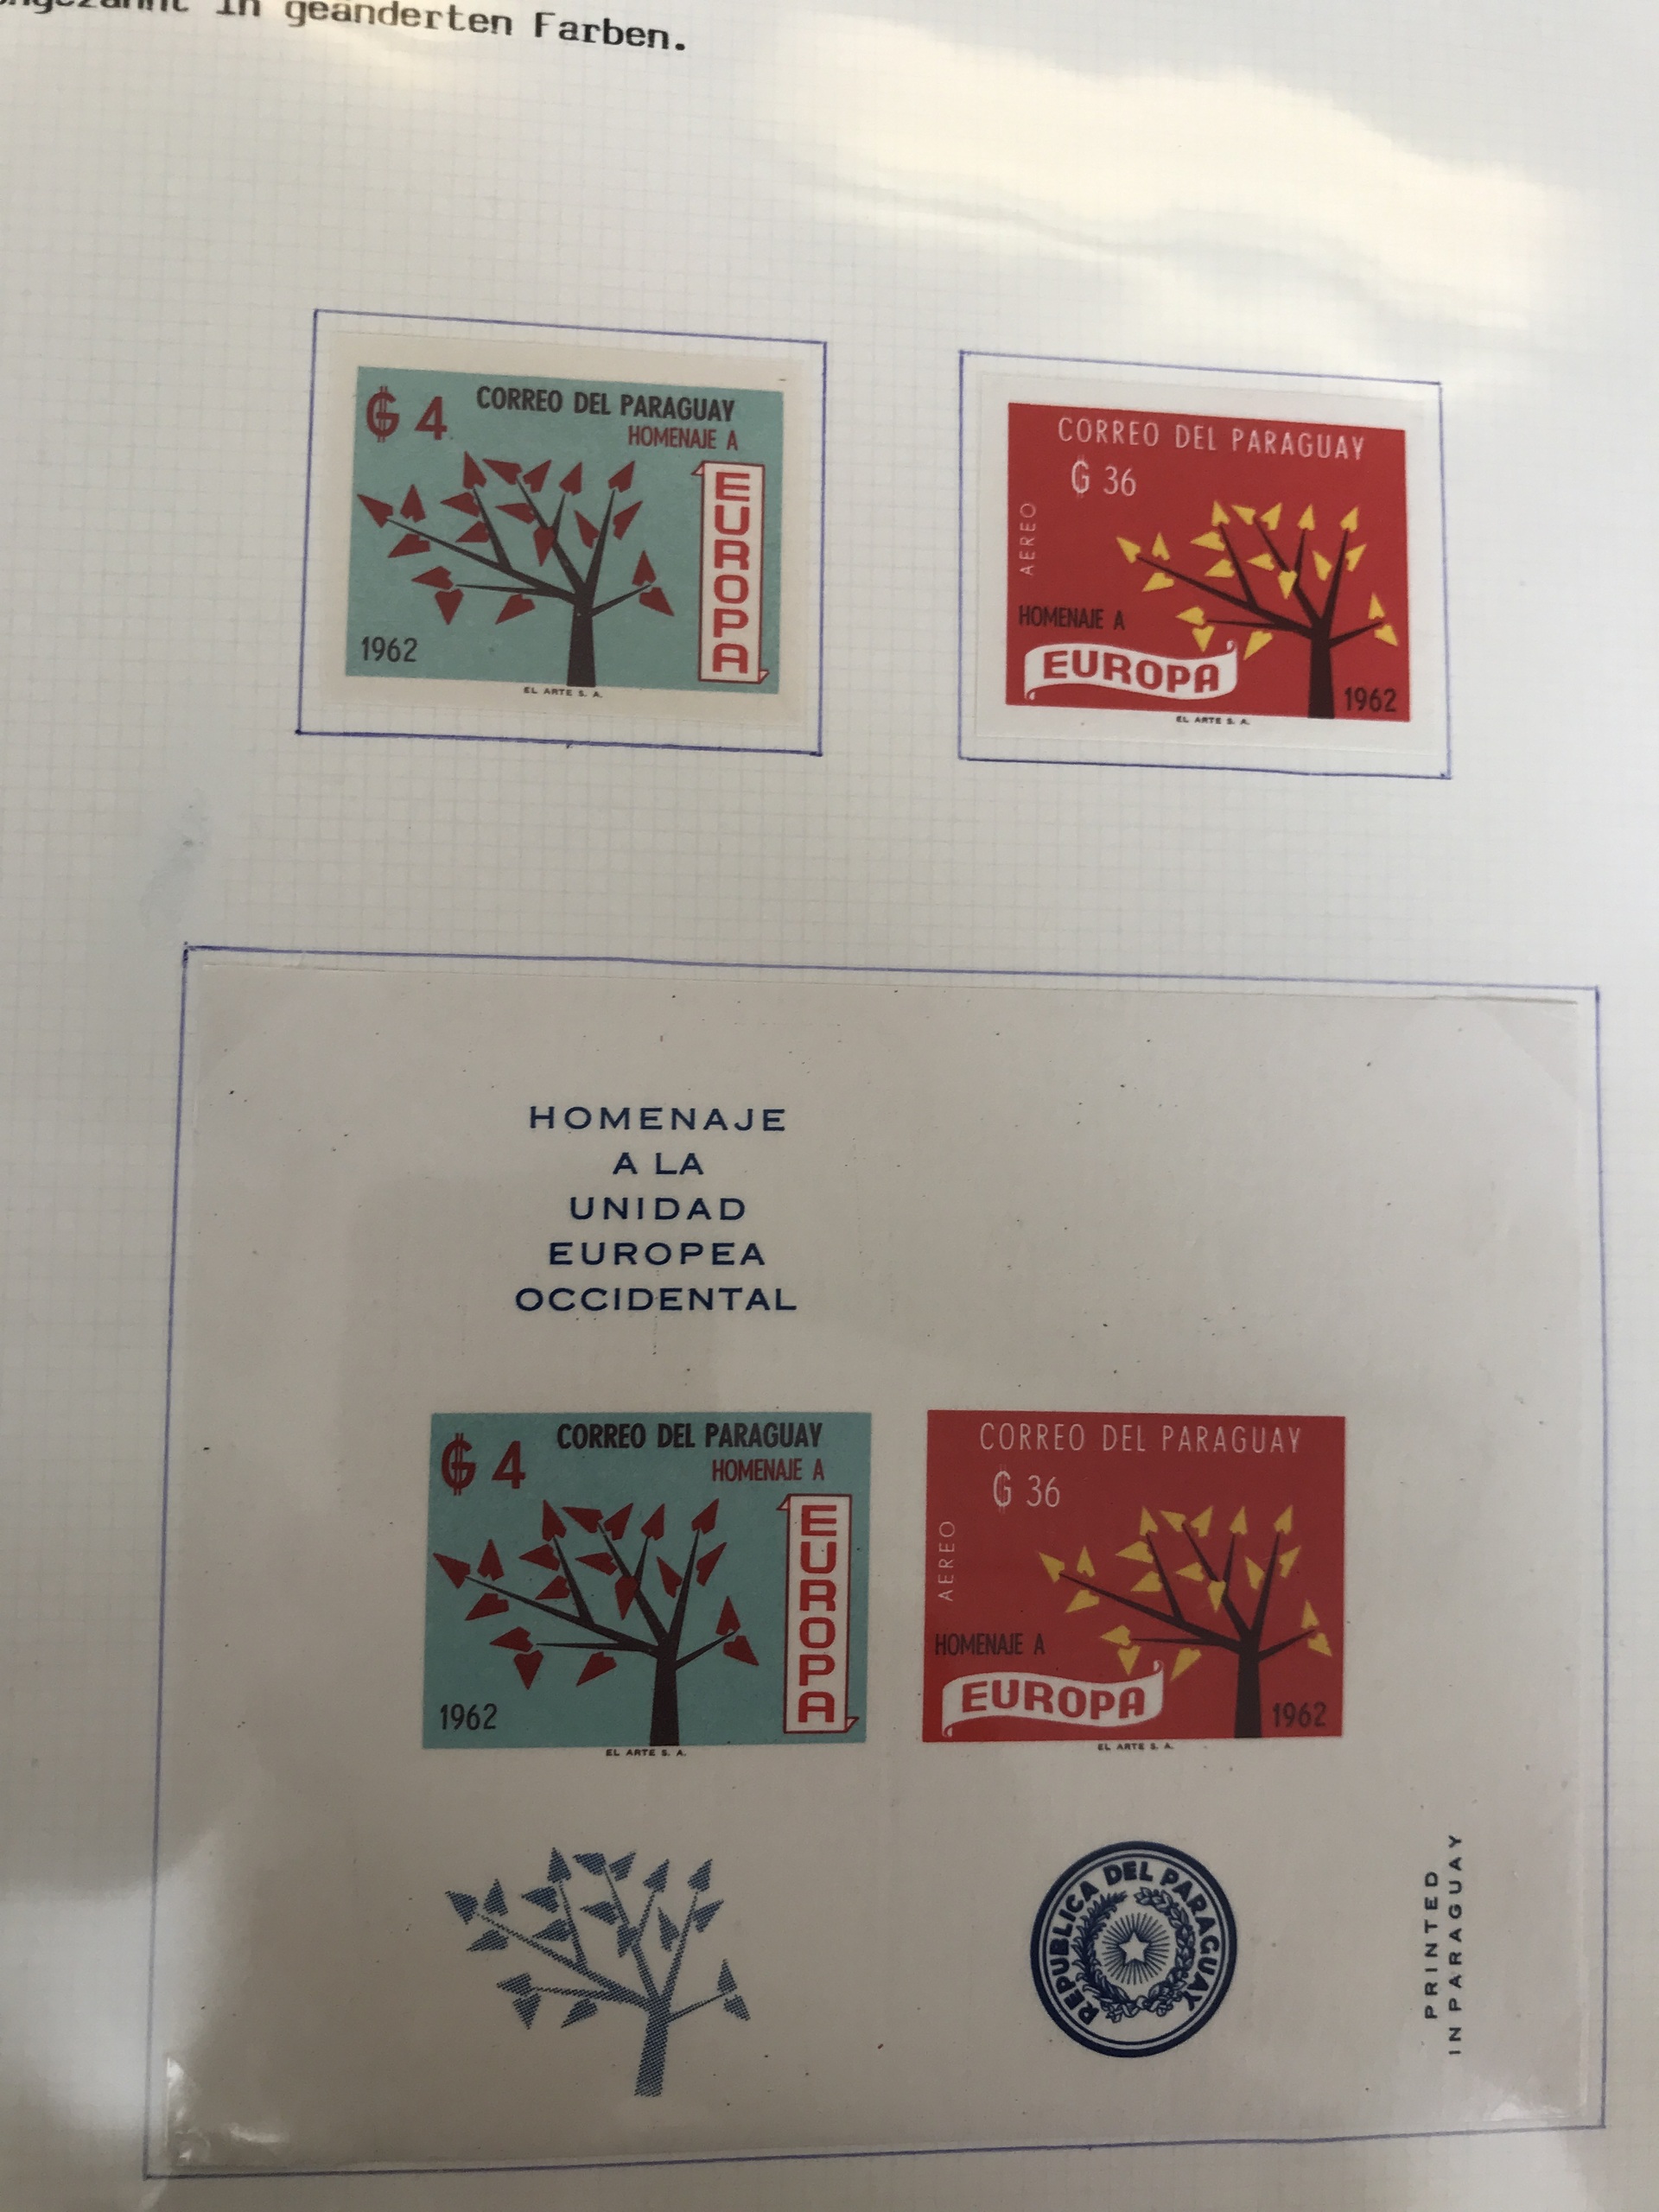 in geänderten Farben.
₲ 4 CORREO DEL PARAGUAY
HOMENAJE A
EUROPA
1962
EL ARTE S. A.
CORREO DEL PARAGUAY
₲ 36
AEREO
HOMENAJE A
EUROPA
1962
EL ARTE S. A.
HOMENAJE
A LA
UNIDAD
EUROPEA
OCCIDENTAL
₲ 4 CORREO DEL PARAGUAY
HOMENAJE A
EUROPA
1962
EL ARTE S. A.
CORREO DEL PARAGUAY
₲ 36
AEREO
HOMENAJE A
EUROPA
1962
EL ARTE S. A.
REPUBLICA DEL PARAGUAY
PRINTED
IN PARAGUAY